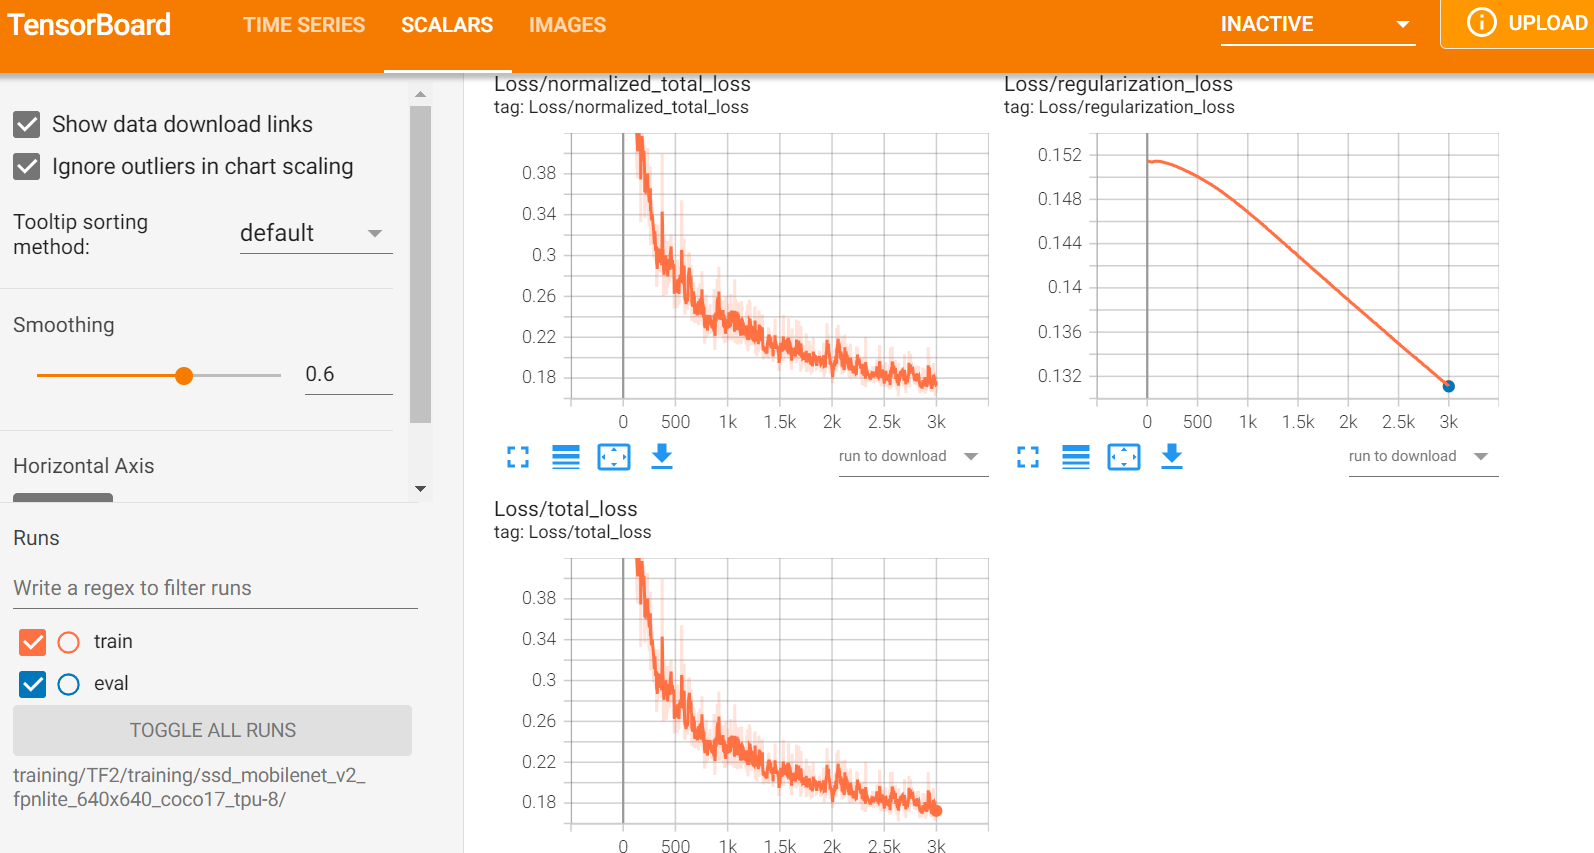 TensorBoard
TIME SERIES
SCALARS
IMAGES
INACTIVE
UPLOAD
Show data download links
Ignore outliers in chart scaling
Tooltip sorting
method:
default
Smoothing
0.6
Horizontal Axis
Runs
Write a regex to filter runs
train
eval
TOGGLE ALL RUNS
training/TF2/training/ssd_mobilenet_v2_
fpnlite_640x640_coco17_tpu-8/
Loss/normalized_total_loss
tag: Loss/normalized_total_loss
0.38
0.34
0.3
0.26
0.22
0.18
0 500 1k 1.5k 2k 2.5k 3k
run to download
Loss/regularization_loss
tag: Loss/regularization_loss
0.152
0.148
0.144
0.14
0.136
0.132
0 500 1k 1.5k 2k 2.5k 3k
run to download
Loss/total_loss
tag: Loss/total_loss
0.38
0.34
0.3
0.26
0.22
0.18
0 500 1k 1.5k 2k 2.5k 3k